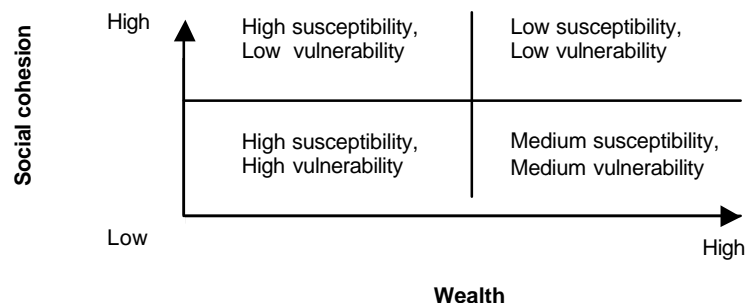 High
High susceptibility,
Low vulnerability
Low susceptibility,
Low vulnerability
Social cohesion
High susceptibility,
High vulnerability
Medium susceptibility,
Medium vulnerability
Low
High
Wealth